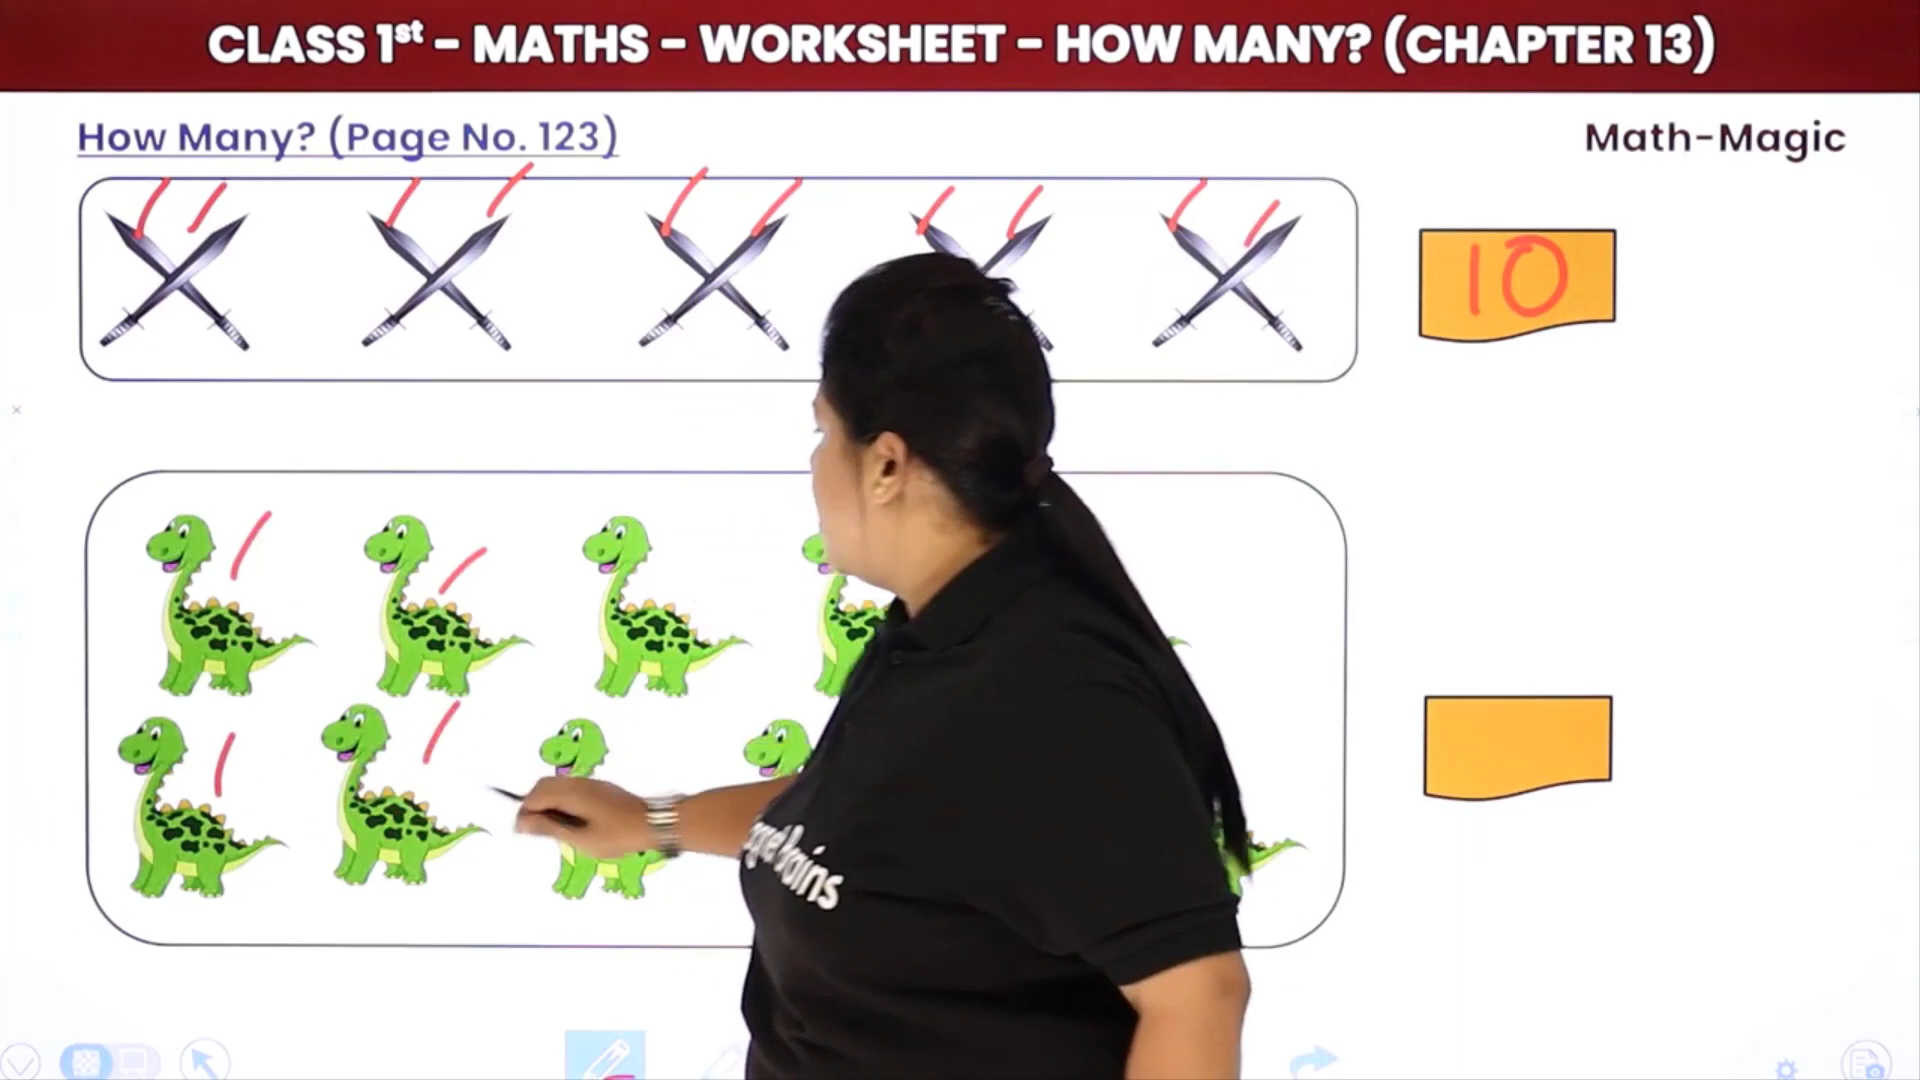 CLASS 1st - MATHS - WORKSHEET - HOW MANY? (CHAPTER 13)
How Many? (Page No. 123)
Math-Magic
10